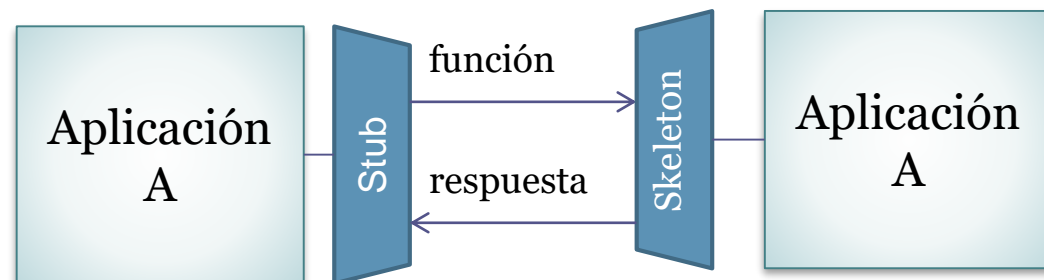 Aplicación
A
Stub
función
respuesta
Skeleton
Aplicación
A